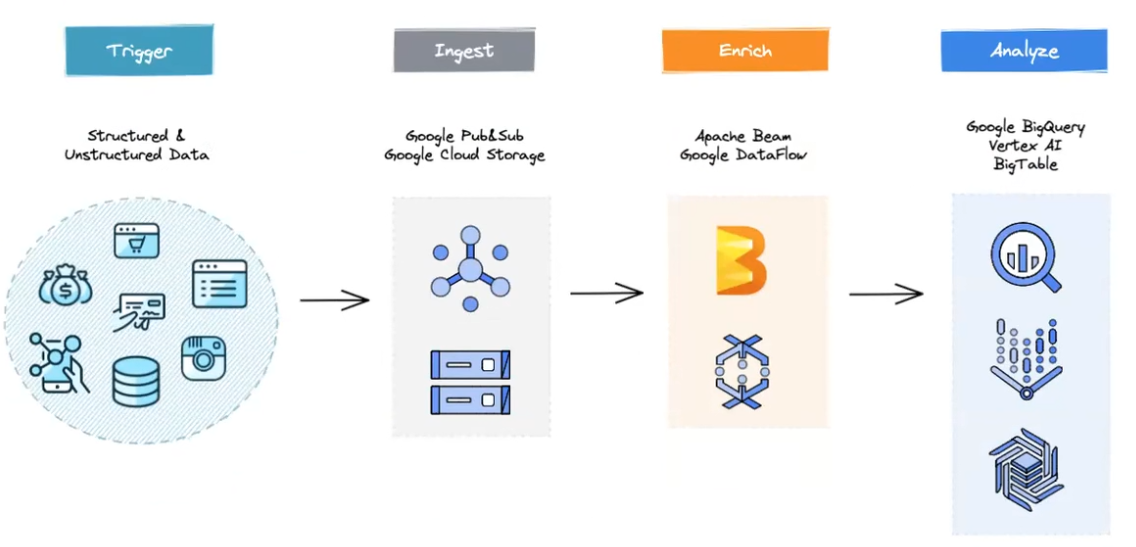 Trigger
Ingest
Enrich
Analyze
Structured &
Unstructured Data
Google Pub&Sub
Google Cloud Storage
Apache Beam
Google DataFlow
Google BigQuery
Vertex AI
BigTable